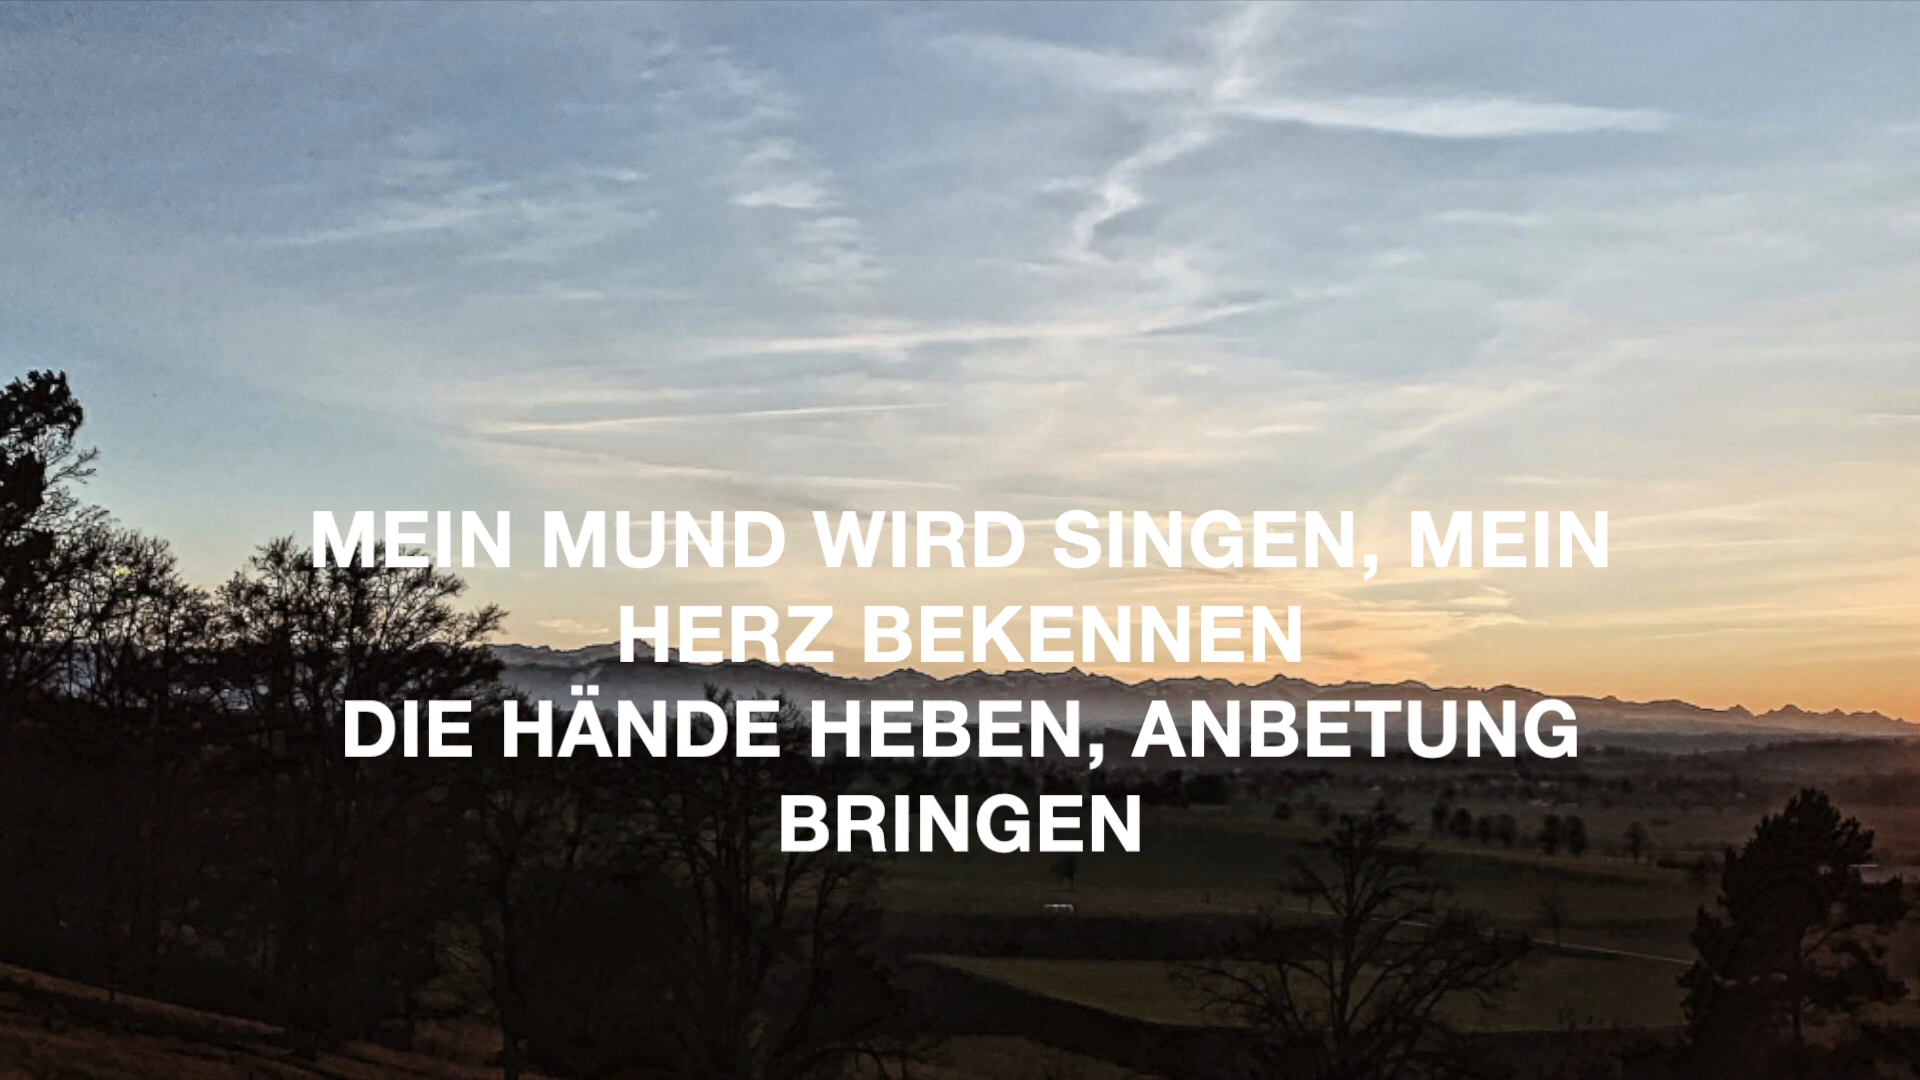 MEIN MUND WIRD SINGEN, MEIN
HERZ BEKENNEN
DIE HÄNDE HEBEN, ANBETUNG
BRINGEN